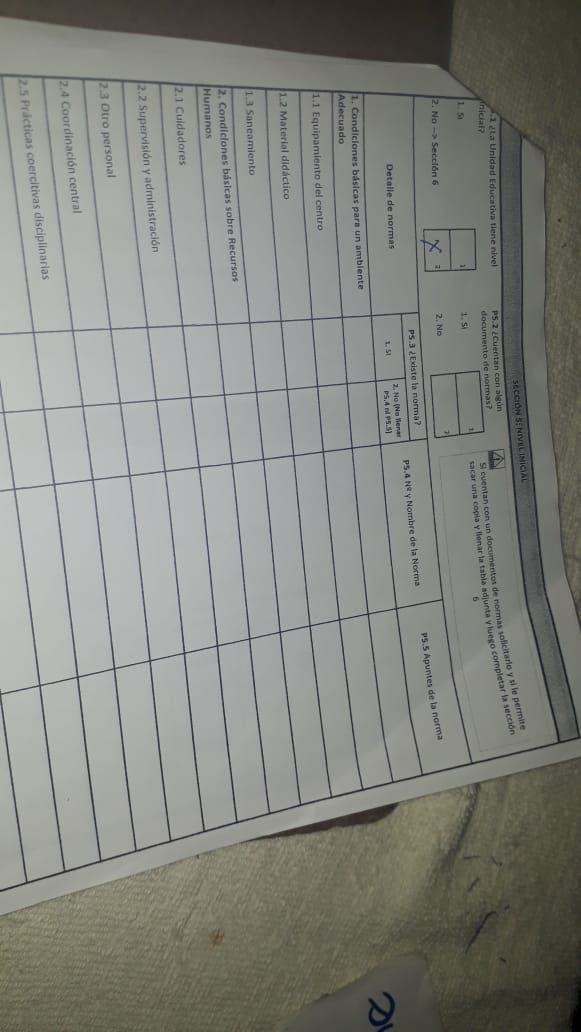 SECCIÓN 5: NIVEL INICIAL
.1 ¿La Unidad Educativa tiene nivel
inicial?
1. Si
1
2. No --> Sección 6
X
2
P5.2 ¿Cuentan con algún
documento de normas?
1. Si
1
2. No
2
Si cuentan con un documentos de normas solicitarlo y si le permite
sacar una copia y llenar la tabla adjunta y luego completar la sección
6
Detalle de normas
P5.3 ¿Existe la norma?
1. Si
2. No (No llenar
P5.4 ni P5.5)
P5.4 Nº y Nombre de la Norma
P5.5 Apuntes de la norma
1. Condiciones básicas para un ambiente
Adecuado
1.1 Equipamiento del centro
1.2 Material didáctico
1.3 Saneamiento
2. Condiciones básicas sobre Recursos
Humanos
2.1 Cuidadores
2.2 Supervisión y administración
2.3 Otro personal
2.4 Coordinación central
2.5 Prácticas coercitivas disciplinarias